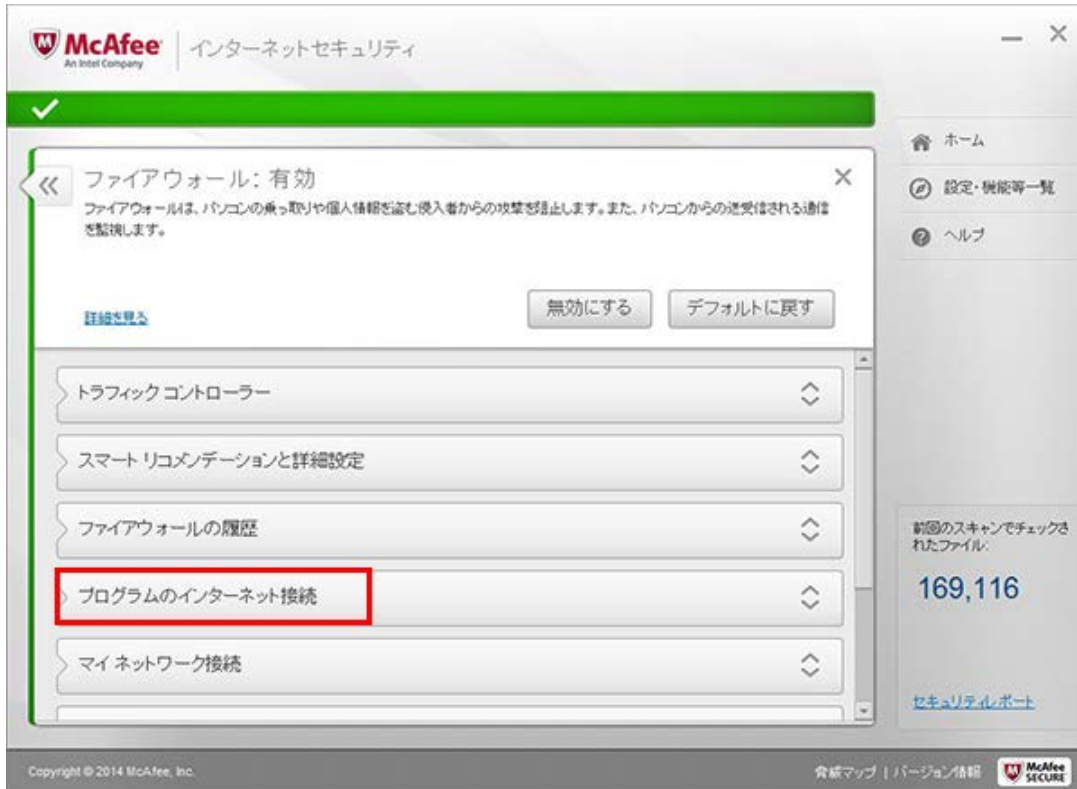 McAfee
An Intel Company
インターネットセキュリティ
ホーム
設定・機能等一覧
ヘルプ
ファイアウォール: 有効
ファイアウォールは、パソコンの乗っ取りや個人情報を盗む侵入者からの攻撃を阻止します。また、パソコンからの送受信される通信
を監視します。
詳細を見る
無効にする
デフォルトに戻す
トラフィック コントローラー
スマート リコメンデーションと詳細設定
ファイアウォールの履歴
プログラムのインターネット接続
マイ ネットワーク接続
前回のスキャンでチェックさ
れたファイル:
169,116
セキュリティレポート
Copyright © 2014 McAfee, Inc.
脅威マップ | バージョン情報
McAfee
SECURE